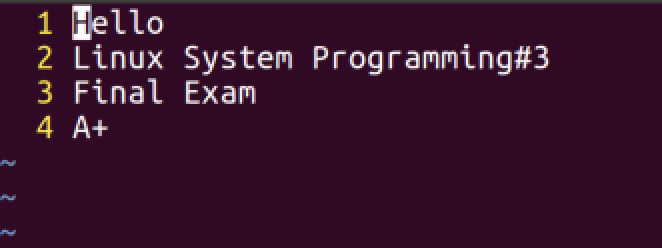 1 Hello
2 Linux System Programming#3
3 Final Exam
4 A+
~
~
~